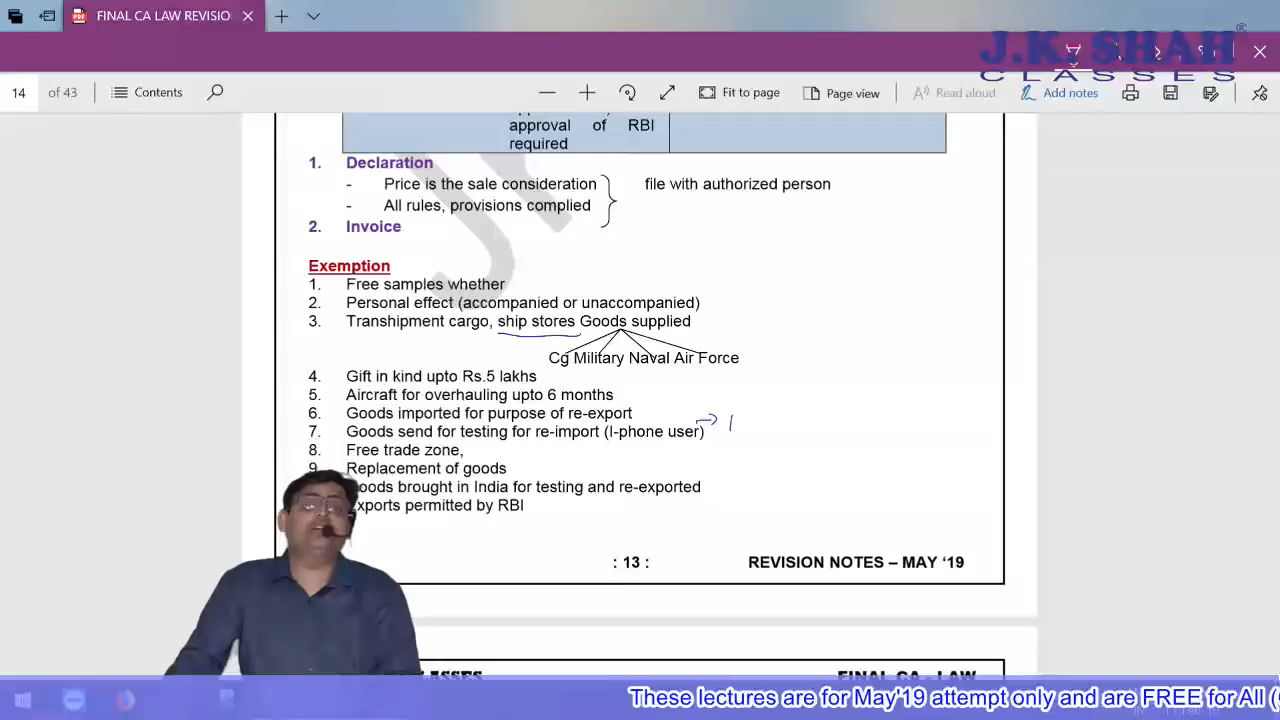 FINAL CA LAW REVISIO
J.K. SHAH®
CLASSES
14 of 43 Contents Fit to page Page view Read aloud Add notes
approval of RBI
required
1. Declaration
- Price is the sale consideration file with authorized person
- All rules, provisions complied
2. Invoice
Exemption
1. Free samples whether
2. Personal effect (accompanied or unaccompanied)
3. Transhipment cargo, ship stores Goods supplied
Cg Military Naval Air Force
4. Gift in kind upto Rs.5 lakhs
5. Aircraft for overhauling upto 6 months
6. Goods imported for purpose of re-export
7. Goods send for testing for re-import (I-phone user)
8. Free trade zone,
9. Replacement of goods
oods brought in India for testing and re-exported
xports permitted by RBI
: 13 : REVISION NOTES – MAY ‘19
FINAL CA - LAW
These lectures are for May'19 attempt only and are FREE for All (